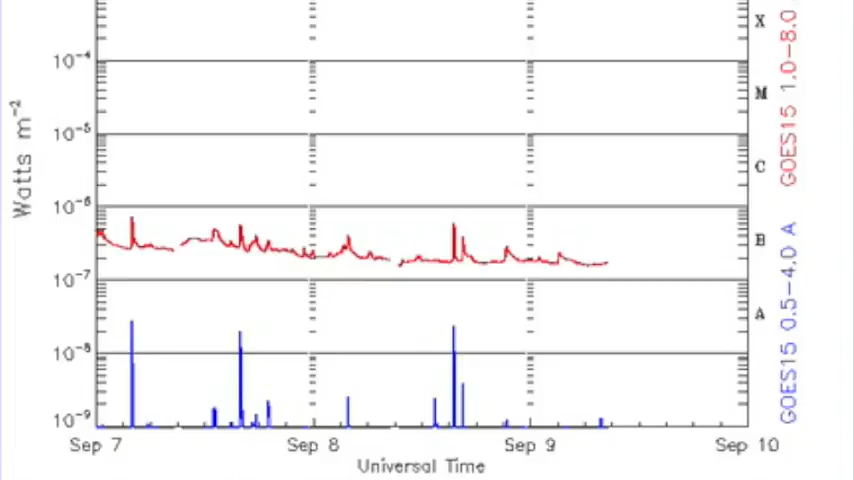 X
10⁻⁴
M
10⁻⁵
C
10⁻⁶
B
10⁻⁷
A
10⁻⁸
10⁻⁹
Watts m⁻²
GOES15 1.0–8.0
GOES15 0.5–4.0 A
Sep 7 Sep 8 Sep 9 Sep 10
Universal Time